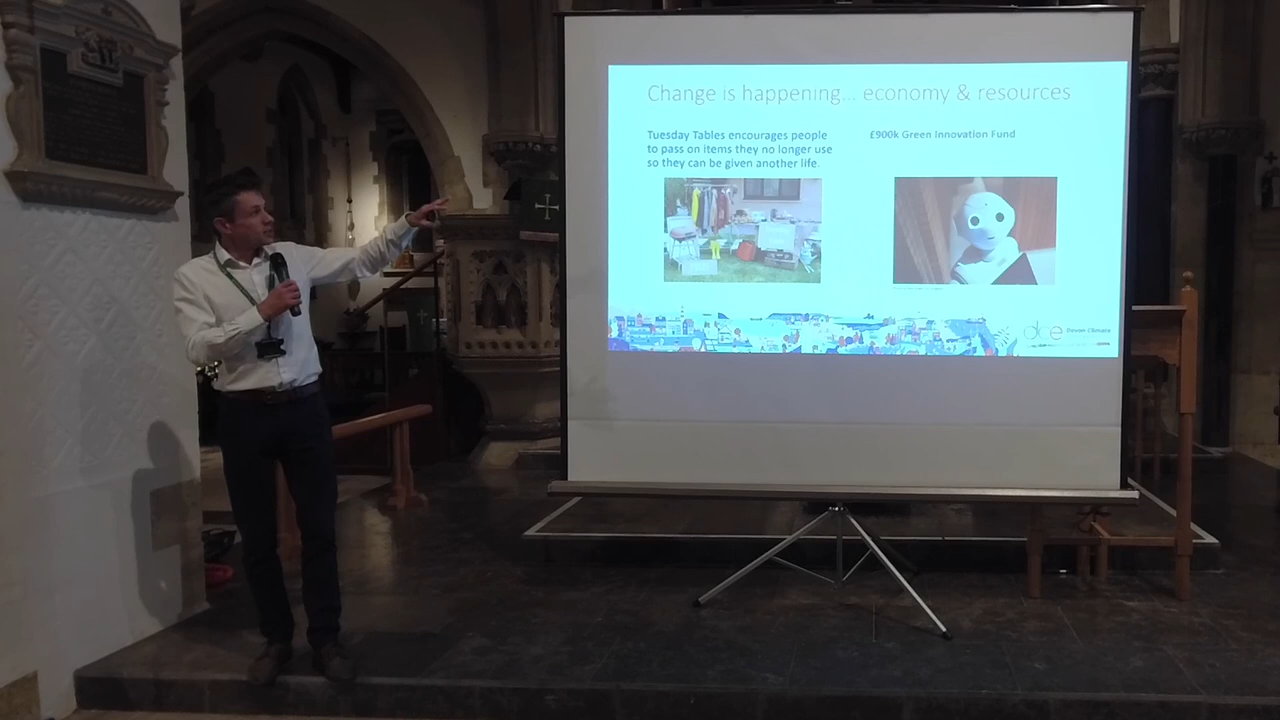 Change is happening... economy & resources
Tuesday Tables encourages people
to pass on items they no longer use
so they can be given another life.
£900k Green Innovation Fund
dce Devon Climate